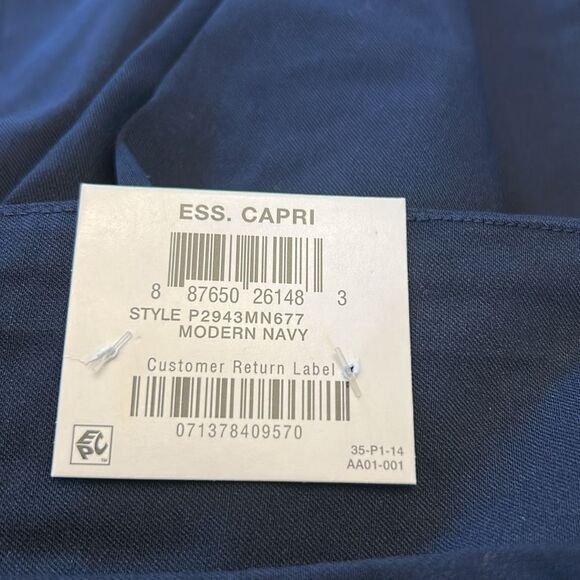 ESS. CAPRI
8 87650 26148 3
STYLE P2943MN677
MODERN NAVY
Customer Return Label
071378409570
EPC
35-P1-14
AA01-001